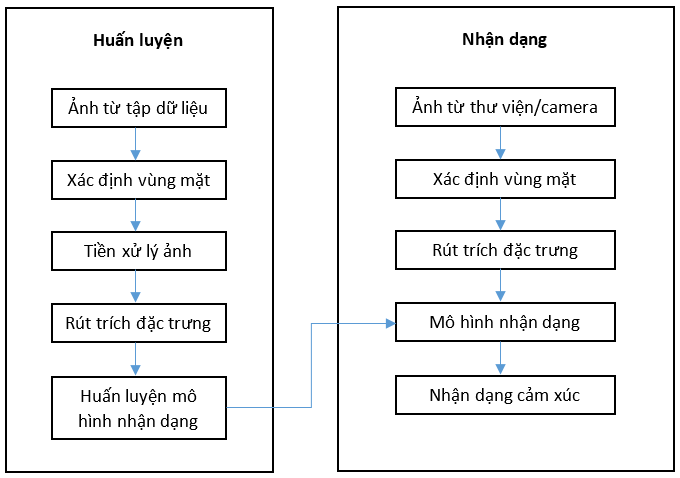 Huấn luyện
Ảnh từ tập dữ liệu
Xác định vùng mặt
Tiền xử lý ảnh
Rút trích đặc trưng
Huấn luyện mô
hình nhận dạng
Nhận dạng
Ảnh từ thư viện/camera
Xác định vùng mặt
Rút trích đặc trưng
Mô hình nhận dạng
Nhận dạng cảm xúc